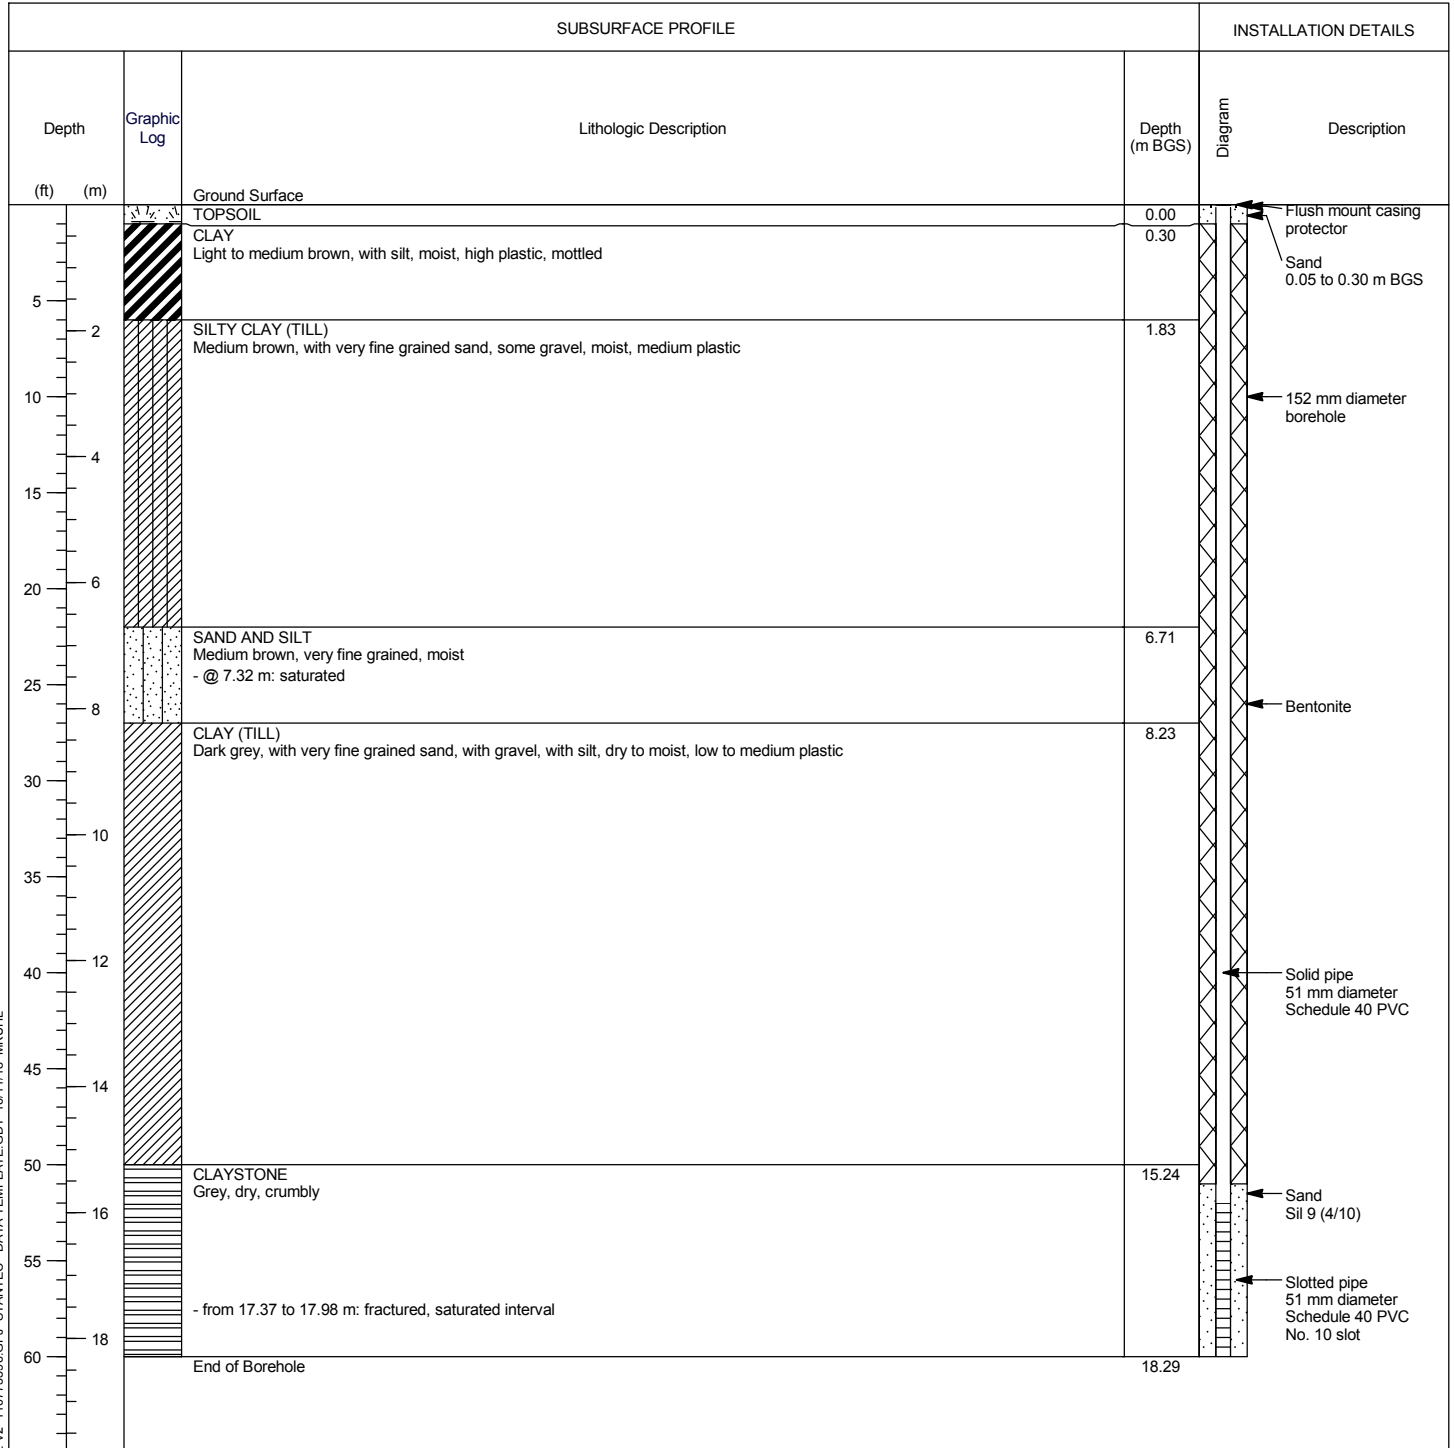 SUBSURFACE PROFILE
INSTALLATION DETAILS
Depth
Graphic
Log
Lithologic Description
Depth
(m BGS)
Diagram
Description
(ft)
(m)
Ground Surface
TOPSOIL
0.00
CLAY
0.30
Light to medium brown, with silt, moist, high plastic, mottled
SILTY CLAY (TILL)
1.83
Medium brown, with very fine grained sand, some gravel, moist, medium plastic
SAND AND SILT
6.71
Medium brown, very fine grained, moist
- @ 7.32 m: saturated
CLAY (TILL)
8.23
Dark grey, with very fine grained sand, with gravel, with silt, dry to moist, low to medium plastic
CLAYSTONE
15.24
Grey, dry, crumbly
- from 17.37 to 17.98 m: fractured, saturated interval
End of Borehole
18.29
5
10
15
20
25
30
35
40
45
50
55
60
2
4
6
8
10
12
14
16
18
Flush mount casing
protector
Sand
0.05 to 0.30 m BGS
152 mm diameter
borehole
Bentonite
Solid pipe
51 mm diameter
Schedule 40 PVC
Sand
Sil 9 (4/10)
Slotted pipe
51 mm diameter
Schedule 40 PVC
No. 10 slot